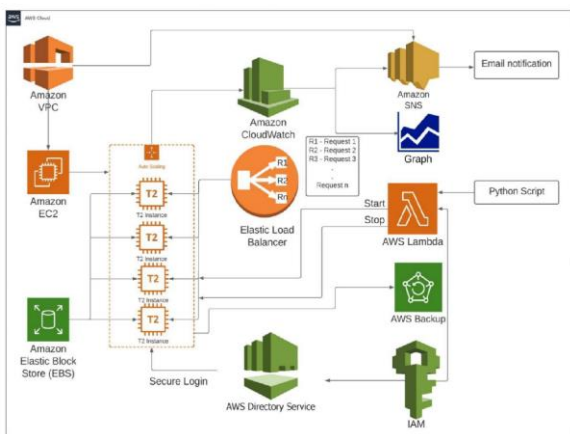 aws
AWS Cloud
Amazon
VPC
Amazon
CloudWatch
Amazon
SNS
Email notification
Graph
Amazon
EC2
Auto Scaling
T2
T2 Instance
T2
T2 Instance
T2
T2 Instance
T2
T2 Instance
R1
R2
Rn
Elastic Load
Balancer
R1 - Request 1
R2 - Request 2
R3 - Request 3
.
.
Request n
Start
Stop
AWS Lambda
Python Script
AWS Backup
Amazon
Elastic Block
Store (EBS)
Secure Login
AWS Directory Service
IAM